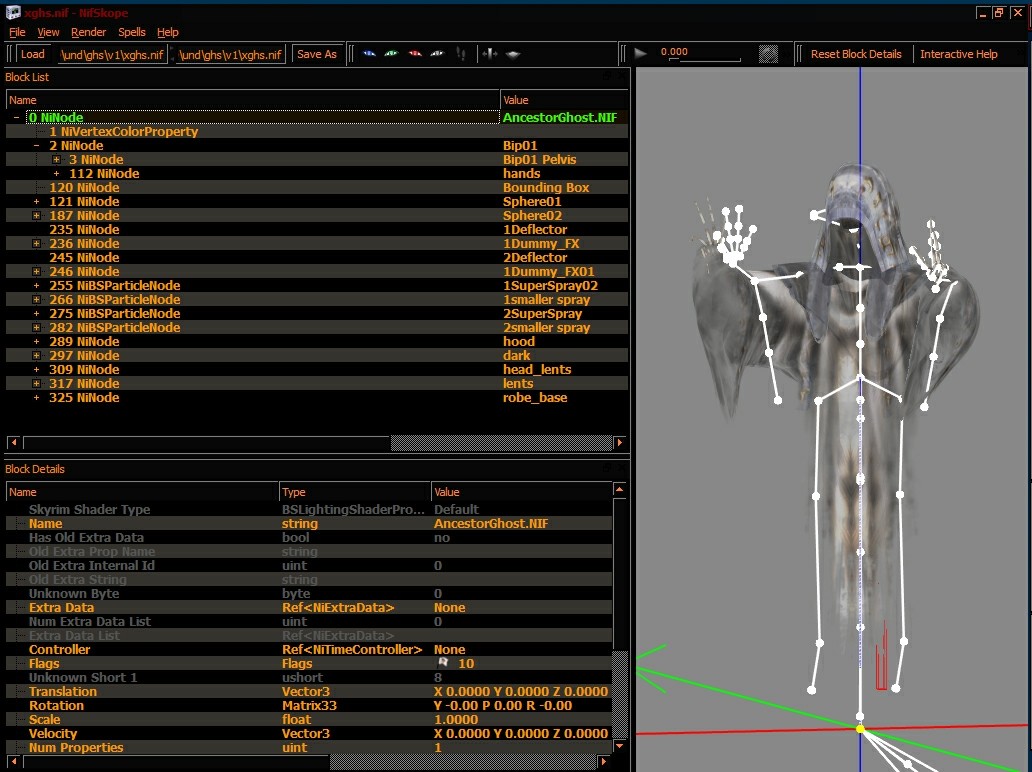 xghs.nif - NifSkope
File View Render Spells Help
Load \und\ghs\v1\xghs.nif \und\ghs\v1\xghs.nif Save As 0.000 Reset Block Details Interactive Help
Block List
Name Value
0 NiNode AncestorGhost.NIF
1 NiVertexColorProperty
2 NiNode Bip01
3 NiNode Bip01 Pelvis
112 NiNode hands
120 NiNode Bounding Box
121 NiNode Sphere01
187 NiNode Sphere02
235 NiNode 1Deflector
236 NiNode 1Dummy_FX
245 NiNode 2Deflector
246 NiNode 1Dummy_FX01
255 NiBSParticleNode 1SuperSpray02
266 NiBSParticleNode 1smaller spray
275 NiBSParticleNode 2SuperSpray
282 NiBSParticleNode 2smaller spray
289 NiNode hood
297 NiNode dark
309 NiNode head_lents
317 NiNode lents
325 NiNode robe_base
Block Details
Name Type Value
Skyrim Shader Type BSLightingShaderPro... Default
Name string AncestorGhost.NIF
Has Old Extra Data bool no
Old Extra Prop Name string
Old Extra Internal Id uint 0
Old Extra String string
Unknown Byte byte 0
Extra Data Ref<NiExtraData> None
Num Extra Data List uint 0
Extra Data List Ref<NiExtraData>
Controller Ref<NiTimeController> None
Flags Flags 10
Unknown Short 1 ushort 8
Translation Vector3 X 0.0000 Y 0.0000 Z 0.0000
Rotation Matrix33 Y -0.00 P 0.00 R -0.00
Scale float 1.0000
Velocity Vector3 X 0.0000 Y 0.0000 Z 0.0000
Num Properties uint 1